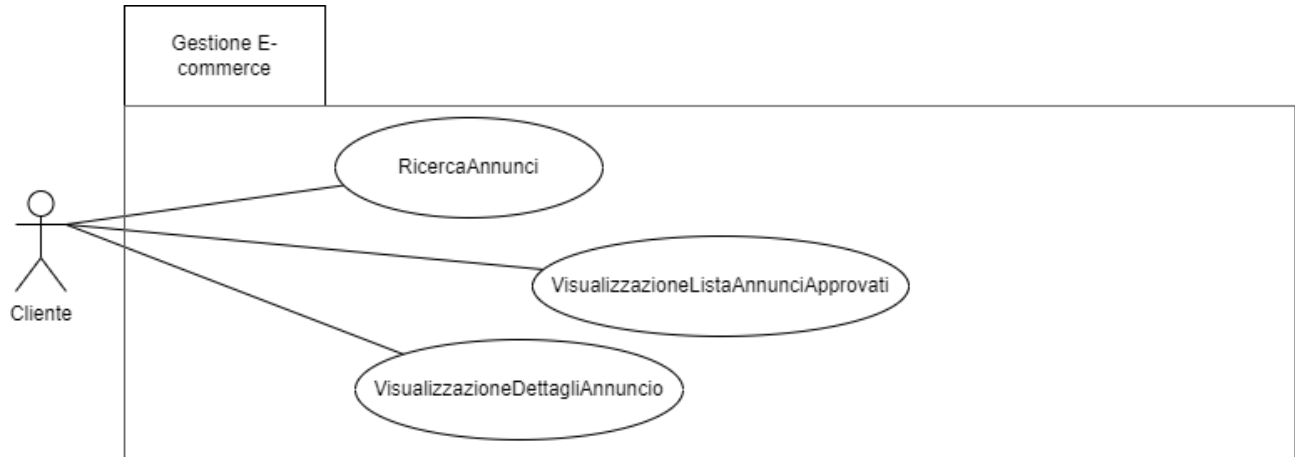 Gestione E-
commerce
RicercaAnnunci
VisualizzazioneListaAnnunciApprovati
Cliente
VisualizzazioneDettagliAnnuncio